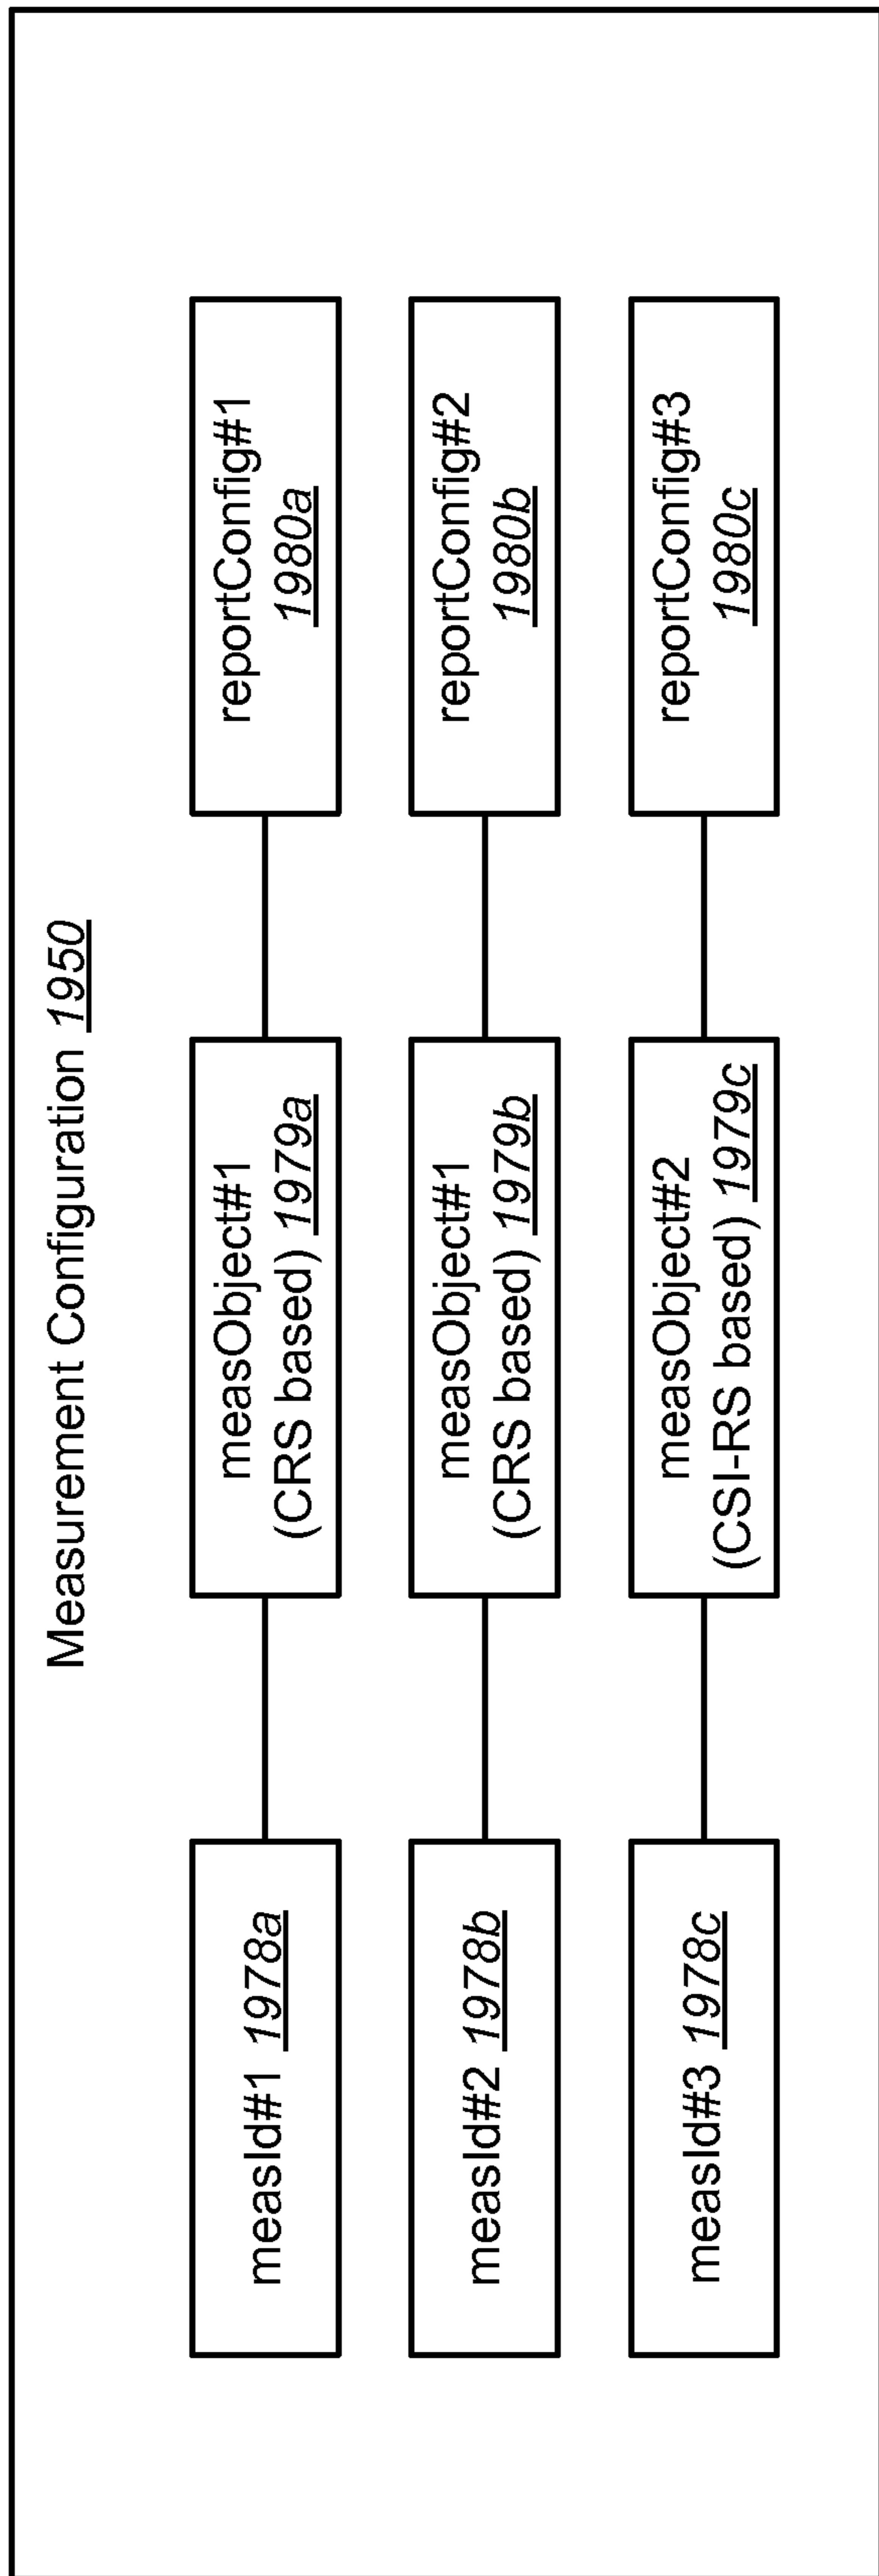 Measurement Configuration 1950
measId#1 1978a
measObject#1
(CRS based) 1979a
reportConfig#1
1980a
measId#2 1978b
measObject#1
(CRS based) 1979b
reportConfig#2
1980b
measId#3 1978c
measObject#2
(CSI-RS based) 1979c
reportConfig#3
1980c